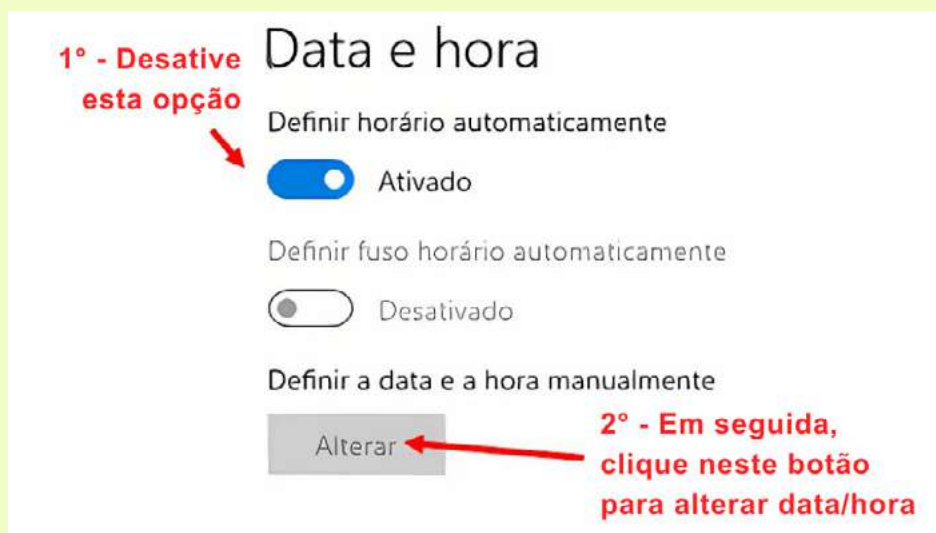 1° - Desative
esta opção
Data e hora
Definir horário automaticamente
Ativado
Definir fuso horário automaticamente
Desativado
Definir a data e a hora manualmente
Alterar
2° - Em seguida,
clique neste botão
para alterar data/hora